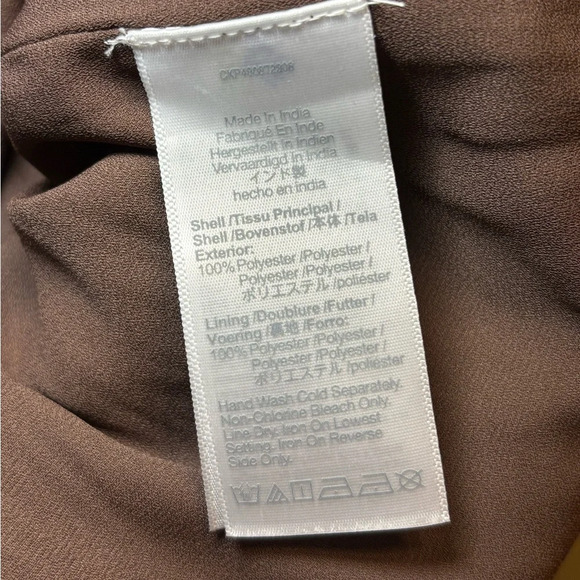 Made In India
Fabriqué En Inde
Hergestellt in Indien
Vervaardigd in India
インド製
hecho en india
Shell /Tissu Principal /
Shell /Bovenstof /本体 /Tela
Exterior:
100% Polyester /Polyester /
Polyester /Polyester /
ポリエステル /poliéster
Lining /Doublure /Futter /
Voering /裏地 /Forro:
100% Polyester /Polyester /
Polyester /Polyester /
ポリエステル /poliéster
Hand Wash Cold Separately.
Non-Chlorine Bleach Only.
Line Dry. Iron On Lowest
Setting. Iron On Reverse
Side Only.